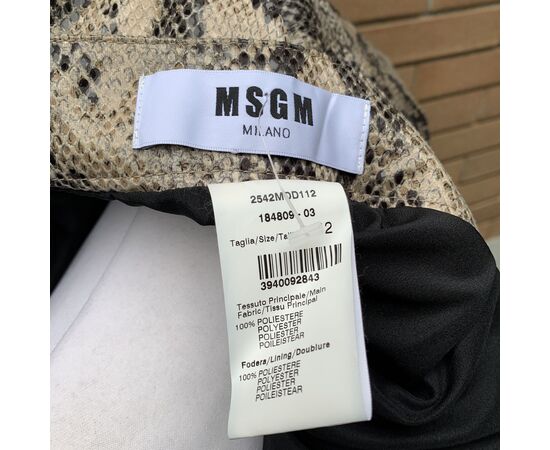 MSGM
MILANO
2542MDD112
184809 - 03
Taglia/Size/ 2
3940092843
Tessuto Principale/Main
Fabric/Tissu Principal
100% POLIESTERE
POLYESTER
POLIESTER
POILEISTEAR
Fodera/Lining/Doublure
100% POLIESTERE
POLYESTER
POLIESTER
POILEISTEAR